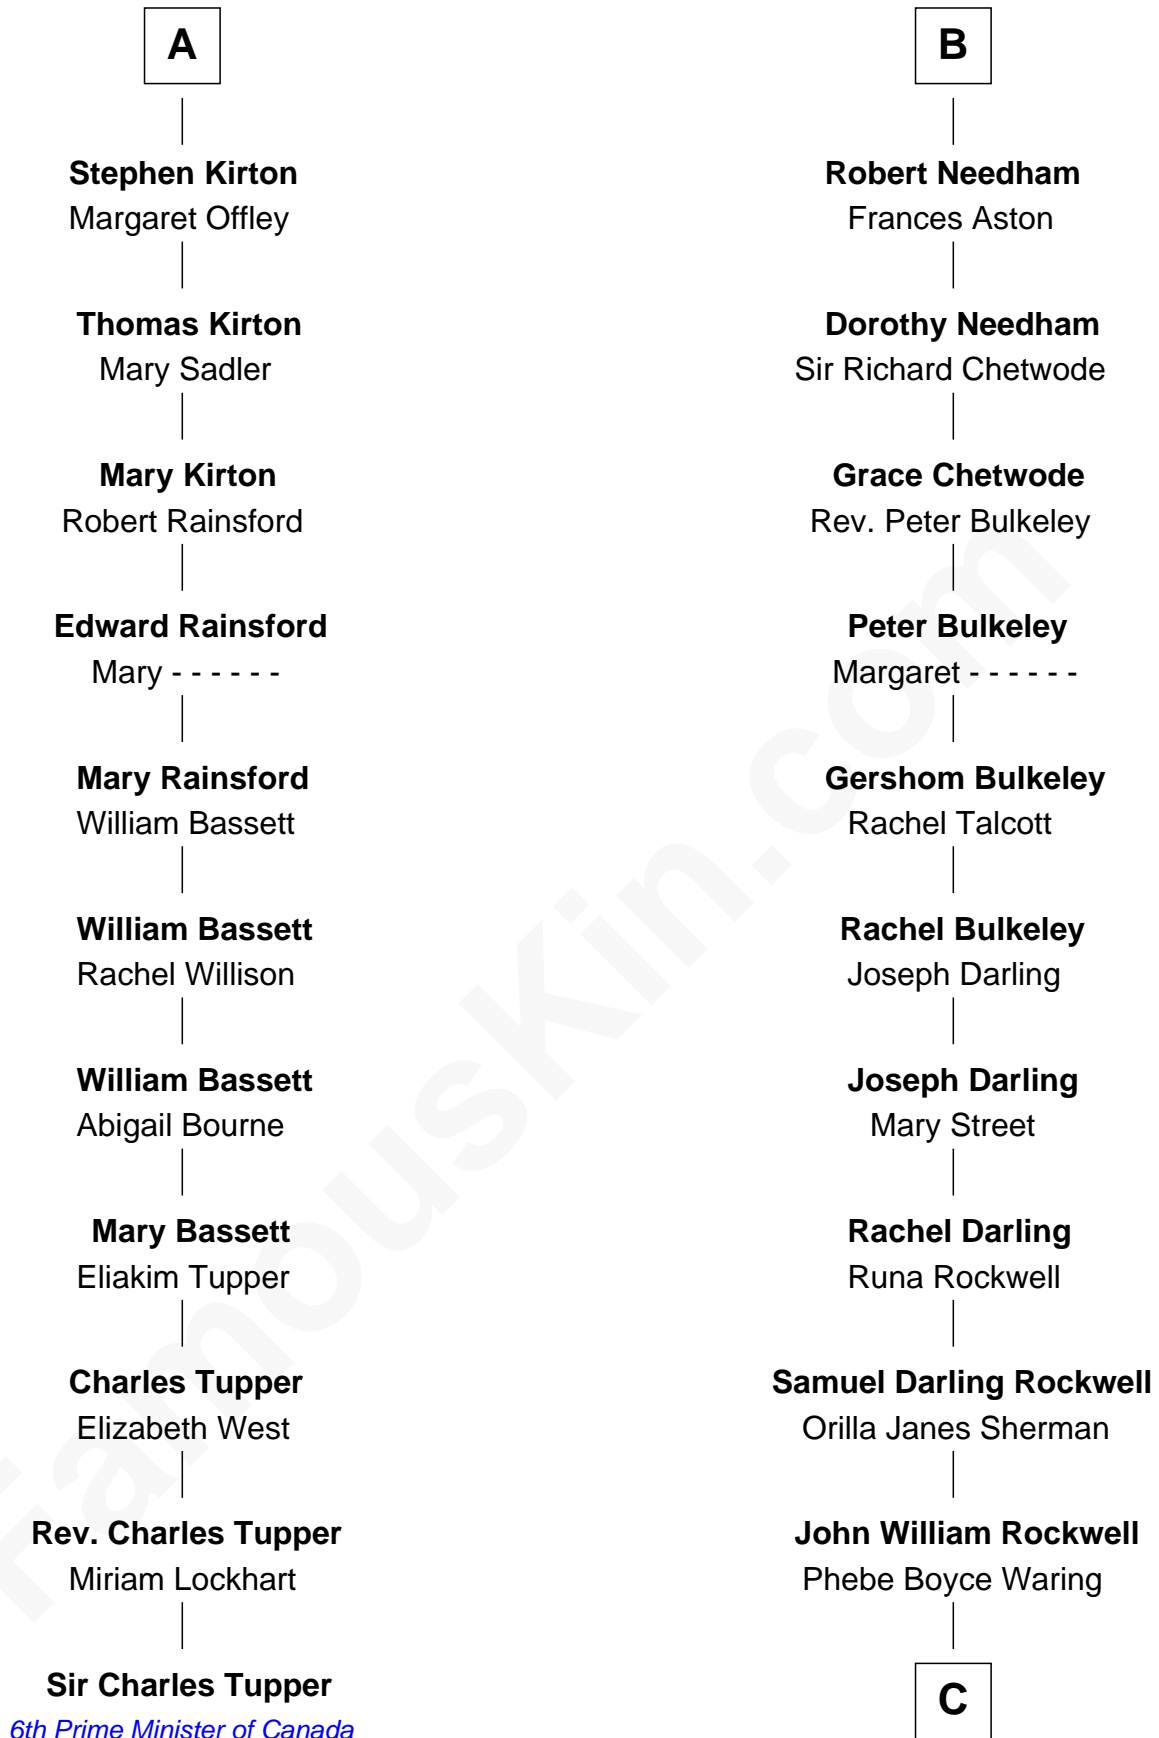 A
Stephen Kirton
Margaret Offley
Thomas Kirton
Mary Sadler
Mary Kirton
Robert Rainsford
Edward Rainsford
Mary - - - - - -
Mary Rainsford
William Bassett
William Bassett
Rachel Willison
William Bassett
Abigail Bourne
Mary Bassett
Eliakim Tupper
Charles Tupper
Elizabeth West
Rev. Charles Tupper
Miriam Lockhart
Sir Charles Tupper
6th Prime Minister of Canada
B
Robert Needham
Frances Aston
Dorothy Needham
Sir Richard Chetwode
Grace Chetwode
Rev. Peter Bulkeley
Peter Bulkeley
Margaret - - - - - -
Gershom Bulkeley
Rachel Talcott
Rachel Bulkeley
Joseph Darling
Joseph Darling
Mary Street
Rachel Darling
Runa Rockwell
Samuel Darling Rockwell
Orilla Janes Sherman
John William Rockwell
Phebe Boyce Waring
C
FamousKin.com